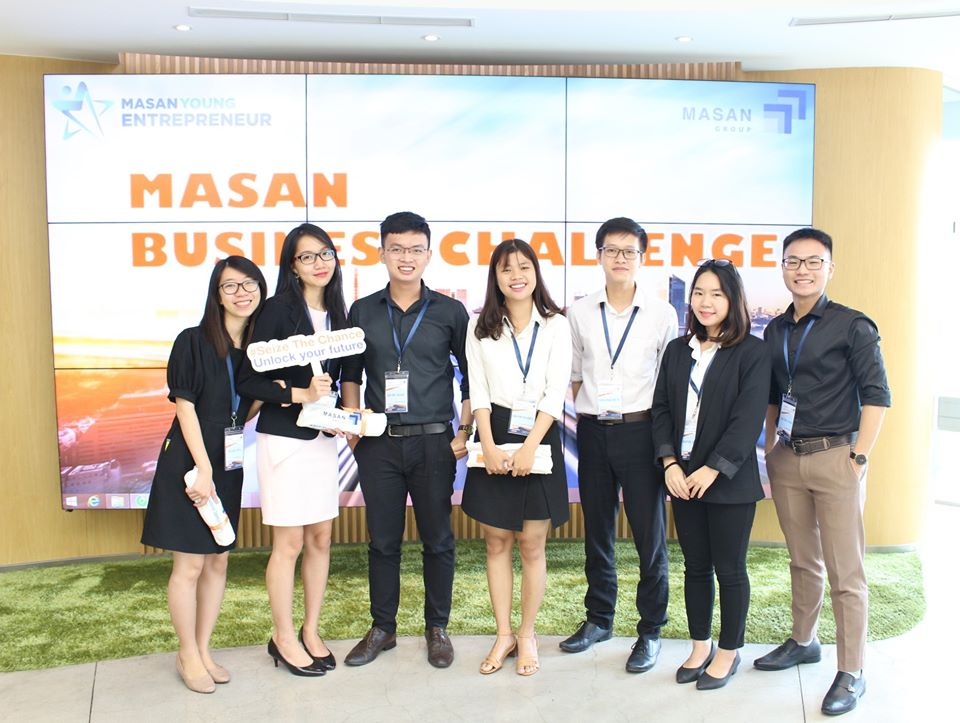 MASAN YOUNG
ENTREPRENEUR
MASAN
GROUP
MASAN
BUSINESS CHALLENGE
#Seize The Chance
Unlock your future
MASAN